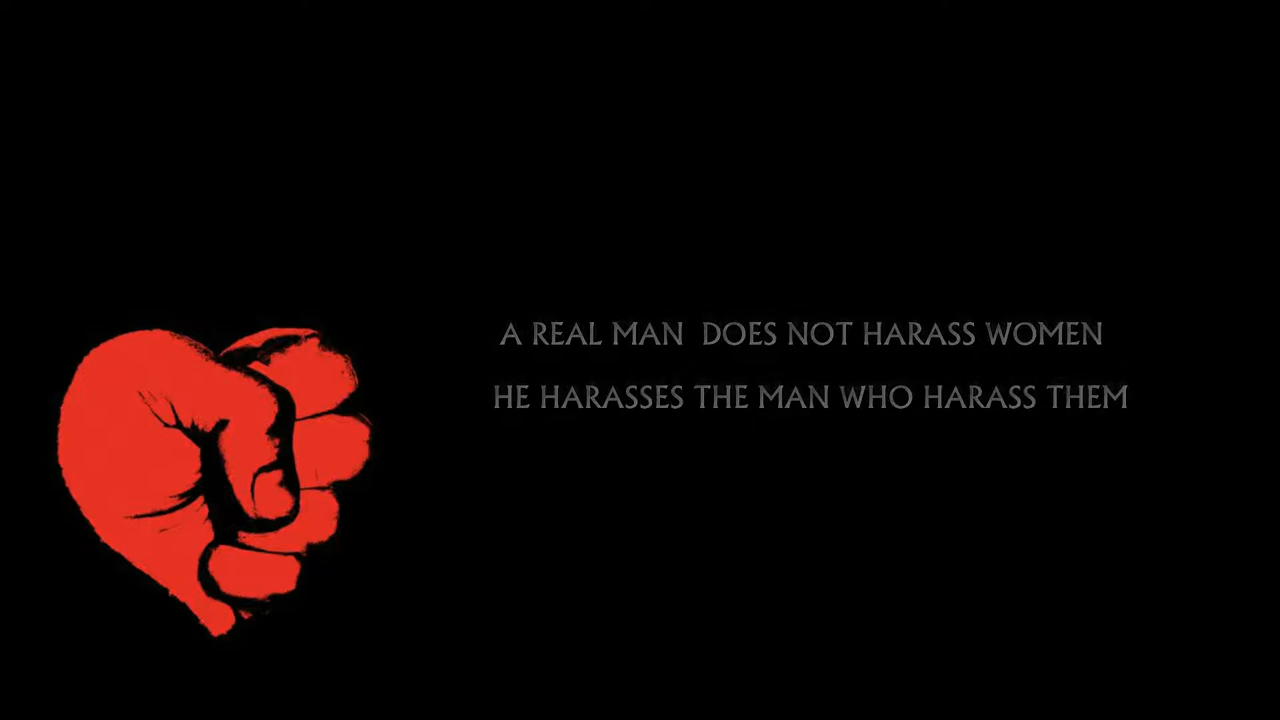 A REAL MAN DOES NOT HARASS WOMEN
HE HARASSES THE MAN WHO HARASS THEM